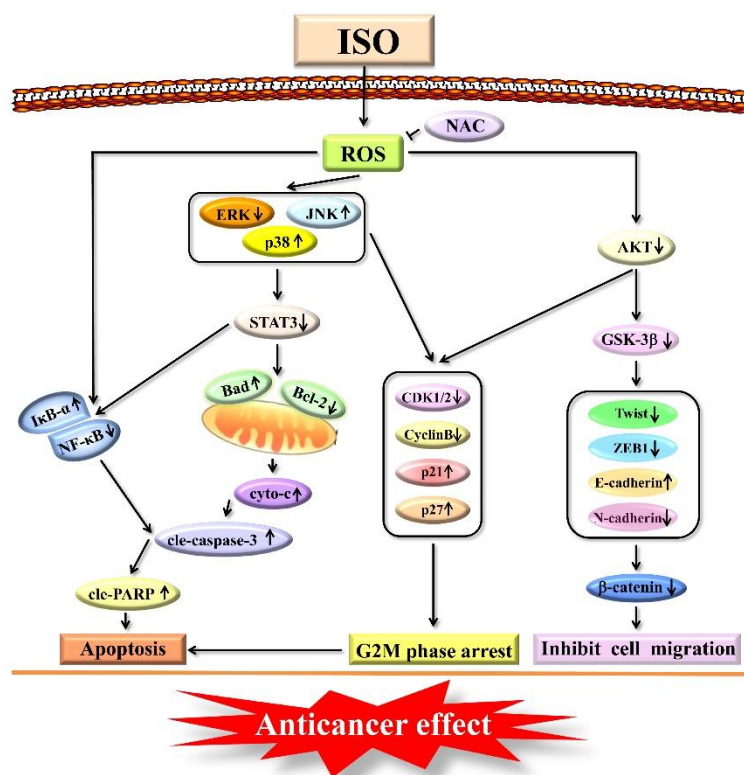 ISO
NAC
ROS
ERK↓
JNK↑
p38↑
AKT↓
STAT3↓
GSK-3β↓
Bad↑
Bcl-2↓
IκB-α↑
NF-κB↓
CDK1/2↓
CyclinB↓
p21↑
p27↑
Twist↓
ZEB1↓
E-cadherin↑
N-cadherin↓
cyto-c↑
cle-caspase-3↑
clc-PARP↑
β-catenin↓
Apoptosis
G2M phase arrest
Inhibit cell migration
Anticancer effect